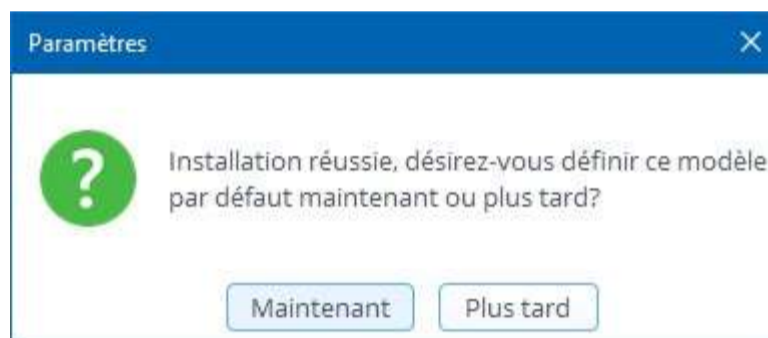 Paramètres
Installation réussie, désirez-vous définir ce modèle
par défaut maintenant ou plus tard?
Maintenant
Plus tard